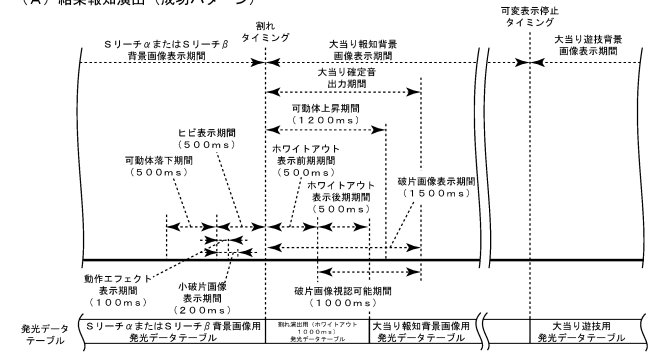 （A）結果報知演出（成功パターン）
可変表示停止
タイミング
割れ
タイミング
SリーチαまたはSリーチβ
背景画像表示期間
大当り報知背景
画像表示期間
大当り遊技背景
画像表示期間
大当り確定音
出力期間
可動体上昇期間
（1200ms）
ヒビ表示期間
（500ms）
可動体落下期間
（500ms）
ホワイトアウト
表示前期期間
（500ms）
ホワイトアウト
表示後期期間
（500ms）
破片画像表示期間
（1500ms）
動作エフェクト
表示期間
（100ms）
小破片画像
表示期間
（200ms）
破片画像視認可能期間
（1000ms）
発光データ
テーブル
SリーチαまたはSリーチβ背景画像用
発光データテーブル
割れ演出用（ホワイトアウト
1000ms）
発光データテーブル
大当り報知背景画像用
発光データテーブル
大当り遊技用
発光データテーブル